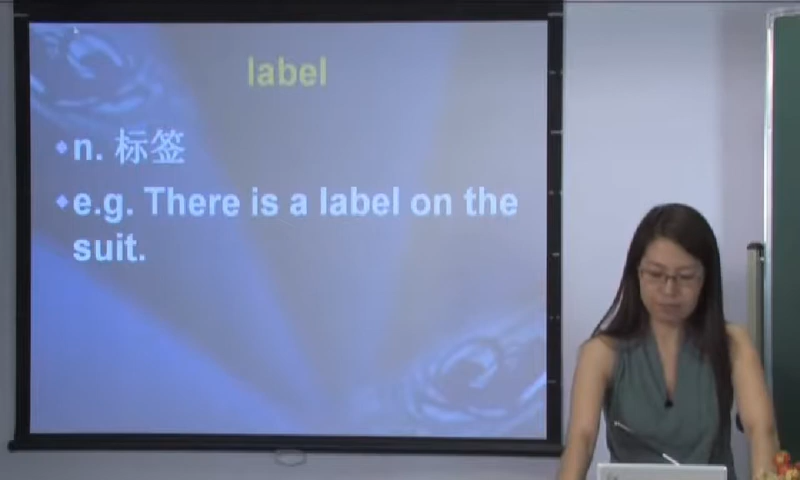 label
•n. 标签
•e.g. There is a label on the
suit.